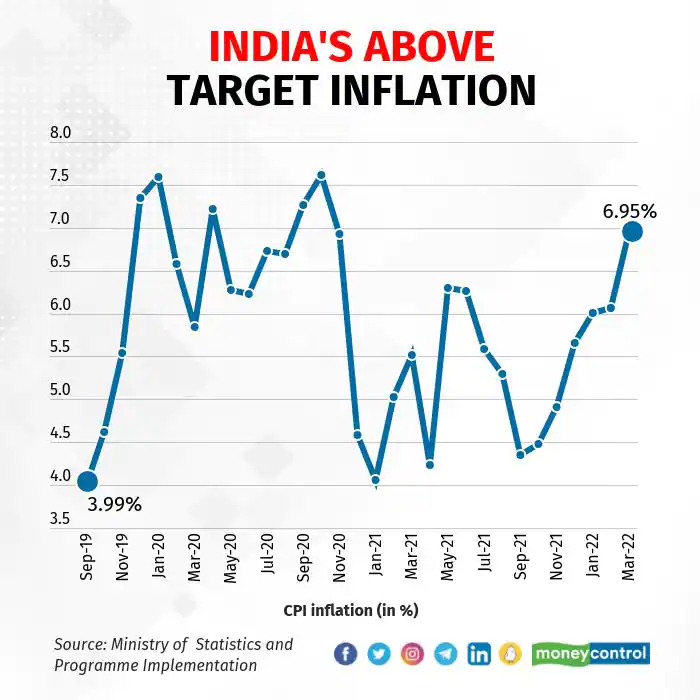 INDIA'S ABOVE
TARGET INFLATION
8.0
7.5
7.0
6.5
6.0
5.5
5.0
4.5
4.0
3.5
6.95%
3.99%
Sep-19
Nov-19
Jan-20
Mar-20
May-20
Jul-20
Sep-20
Nov-20
Jan-21
Mar-21
May-21
Jul-21
Sep-21
Nov-21
Jan-22
Mar-22
CPI inflation (in %)
Source: Ministry of Statistics and
Programme Implementation
f
in
moneycontrol